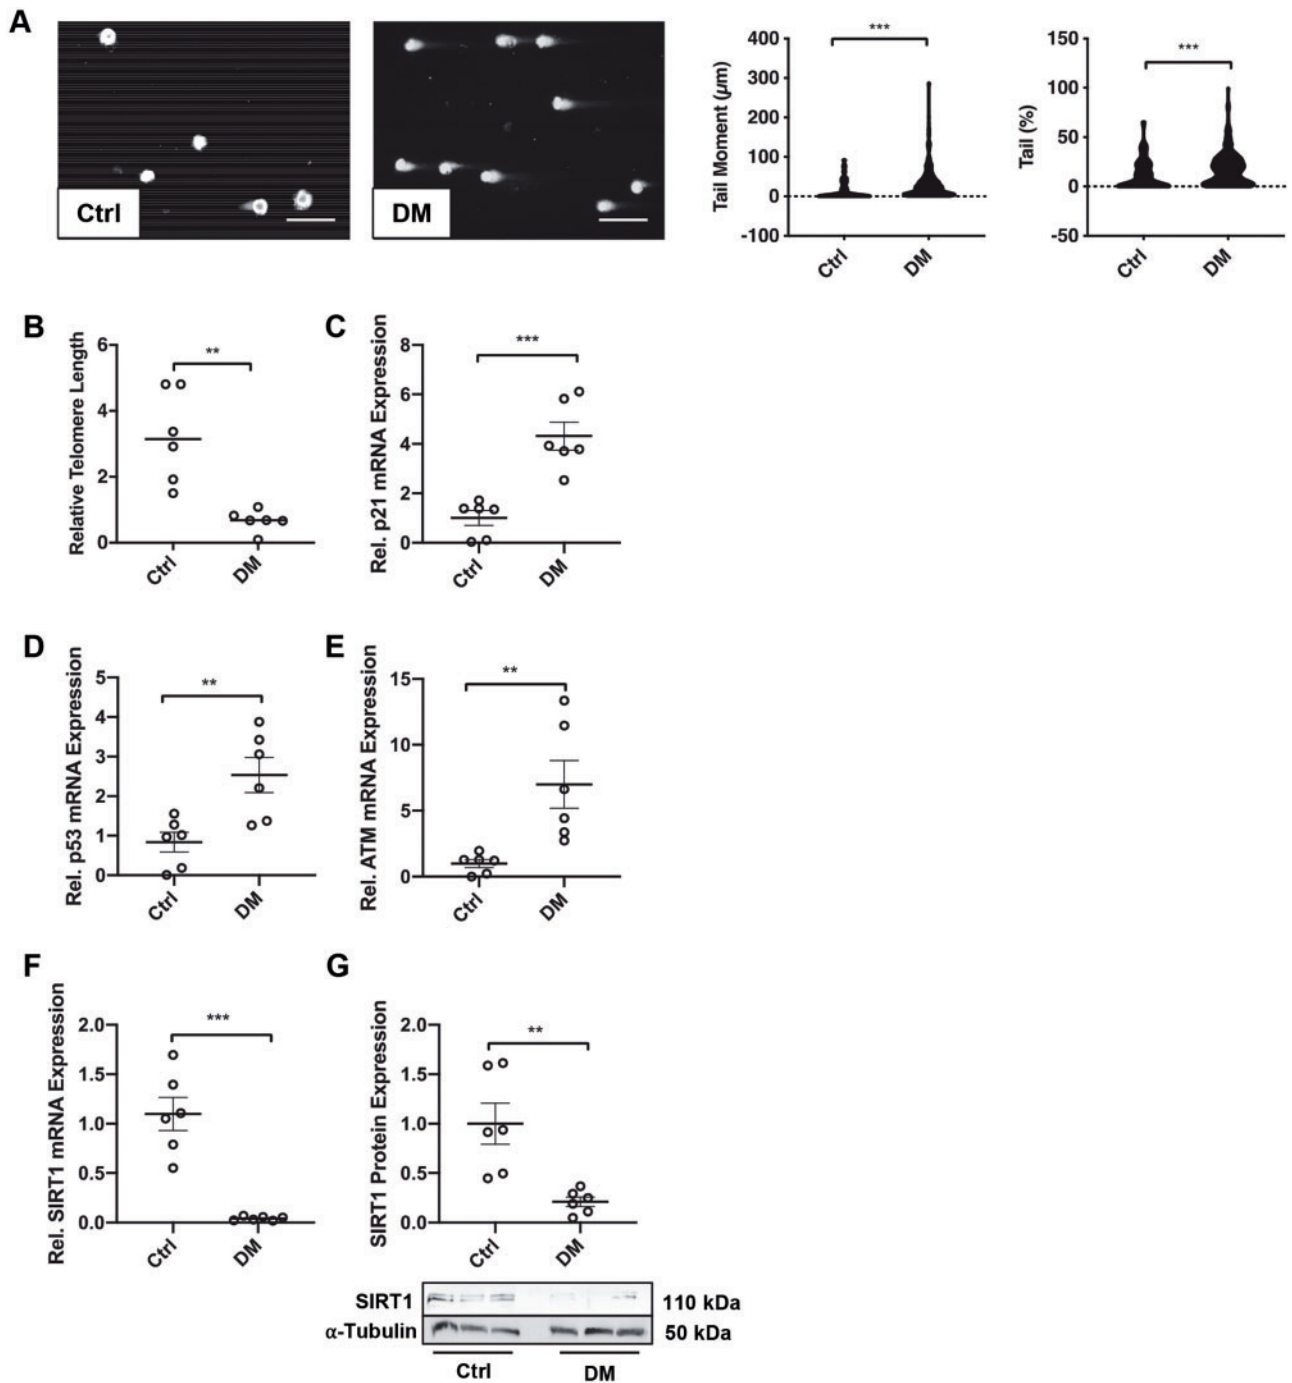 A
Ctrl
DM
Tail Moment (µm)
400
300
200
100
0
-100
***
Ctrl
DM
Tail (%)
150
100
50
0
-50
***
Ctrl
DM
B
Relative Telomere Length
6
4
2
0
**
Ctrl
DM
C
Rel. p21 mRNA Expression
8
6
4
2
0
***
Ctrl
DM
D
Rel. p53 mRNA Expression
5
4
3
2
1
0
**
Ctrl
DM
E
Rel. ATM mRNA Expression
15
10
5
0
**
Ctrl
DM
F
Rel. SIRT1 mRNA Expression
2.0
1.5
1.0
0.5
0.0
***
Ctrl
DM
G
SIRT1 Protein Expression
2.0
1.5
1.0
0.5
0.0
**
Ctrl
DM
SIRT1 110 kDa
α-Tubulin 50 kDa
Ctrl DM